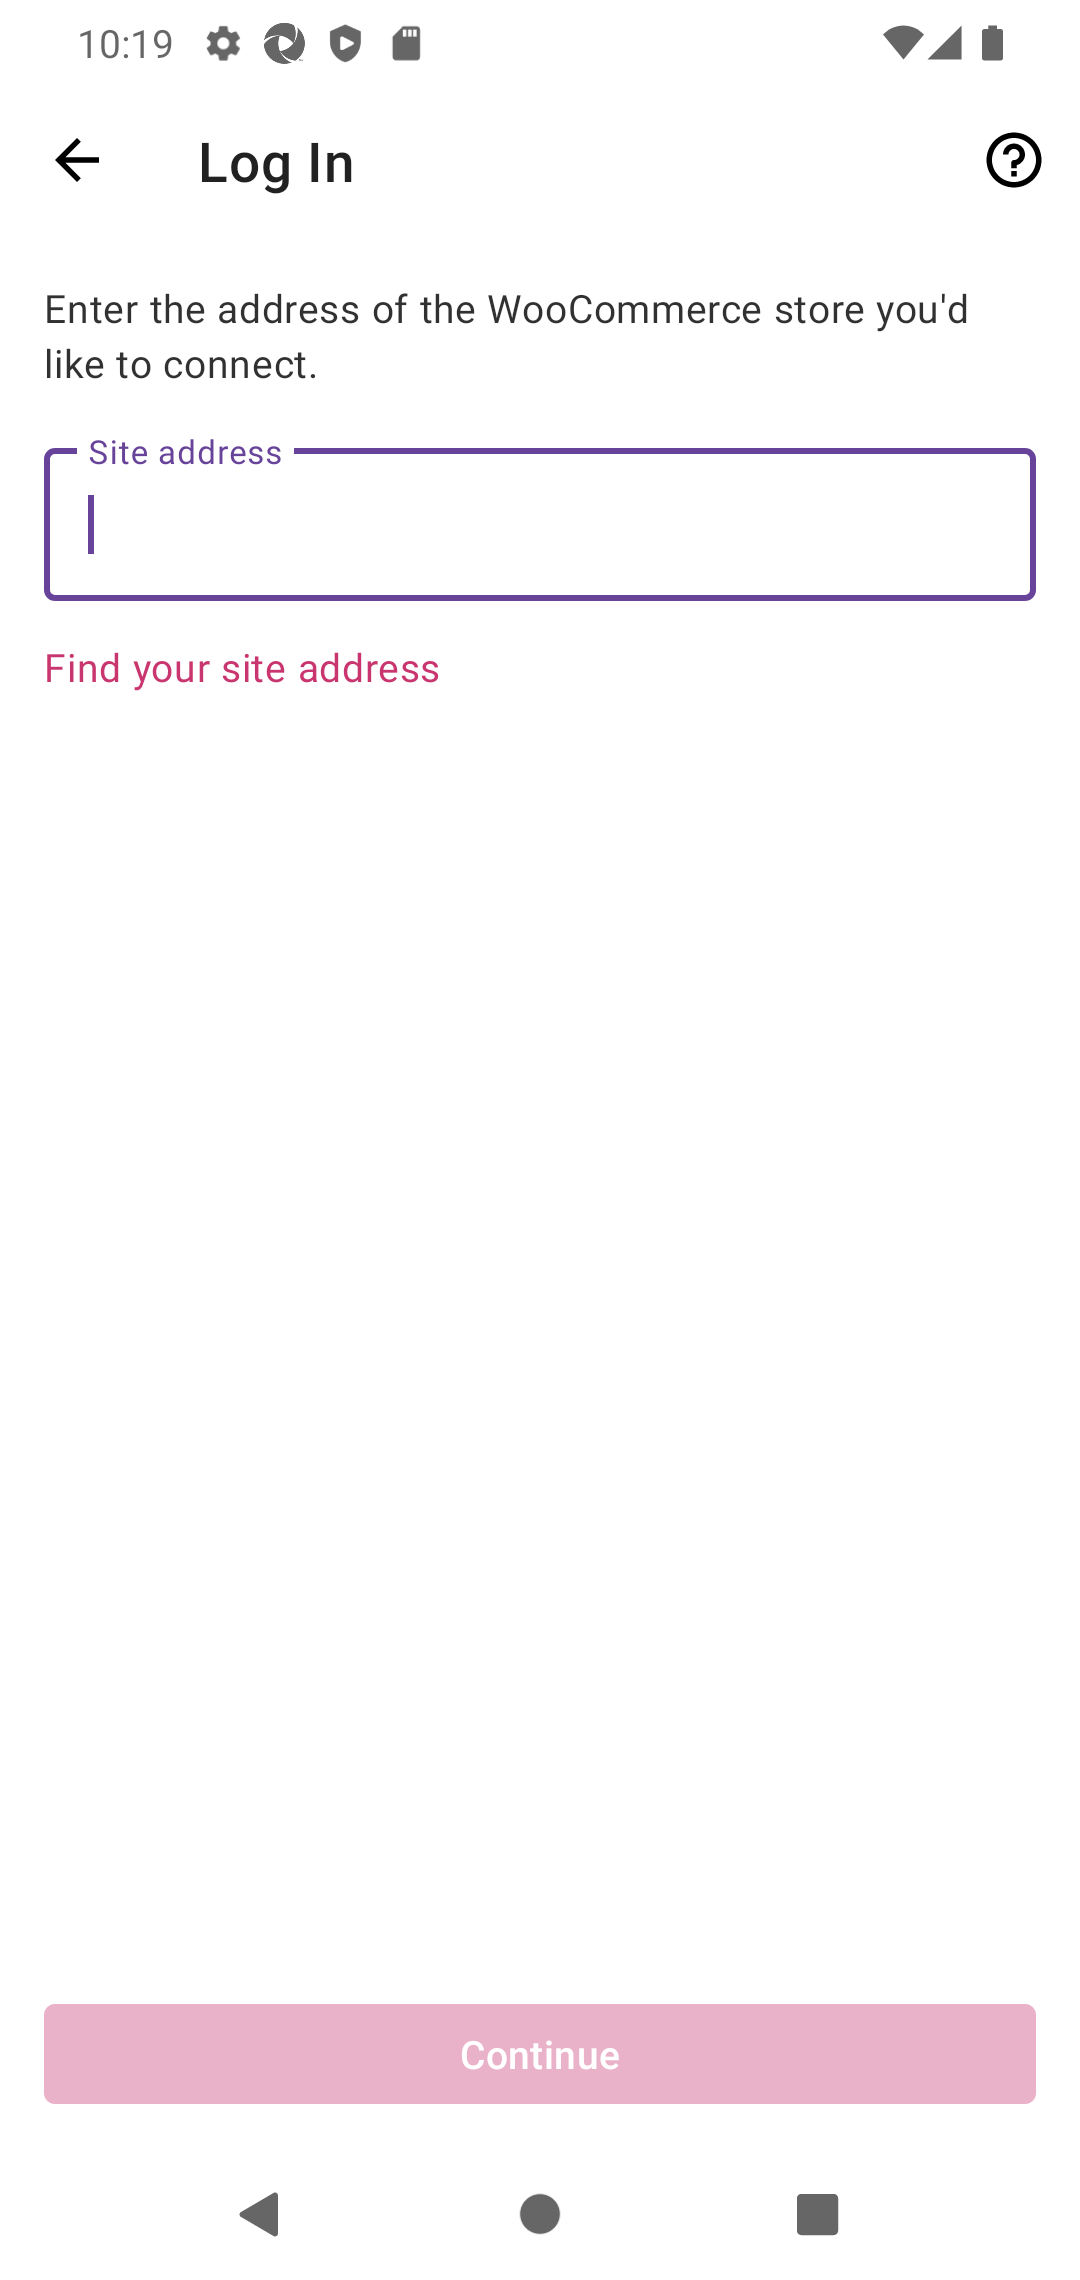 10:19
Log In
Enter the address of the WooCommerce store you'd
like to connect.
Site address
Find your site address
Continue